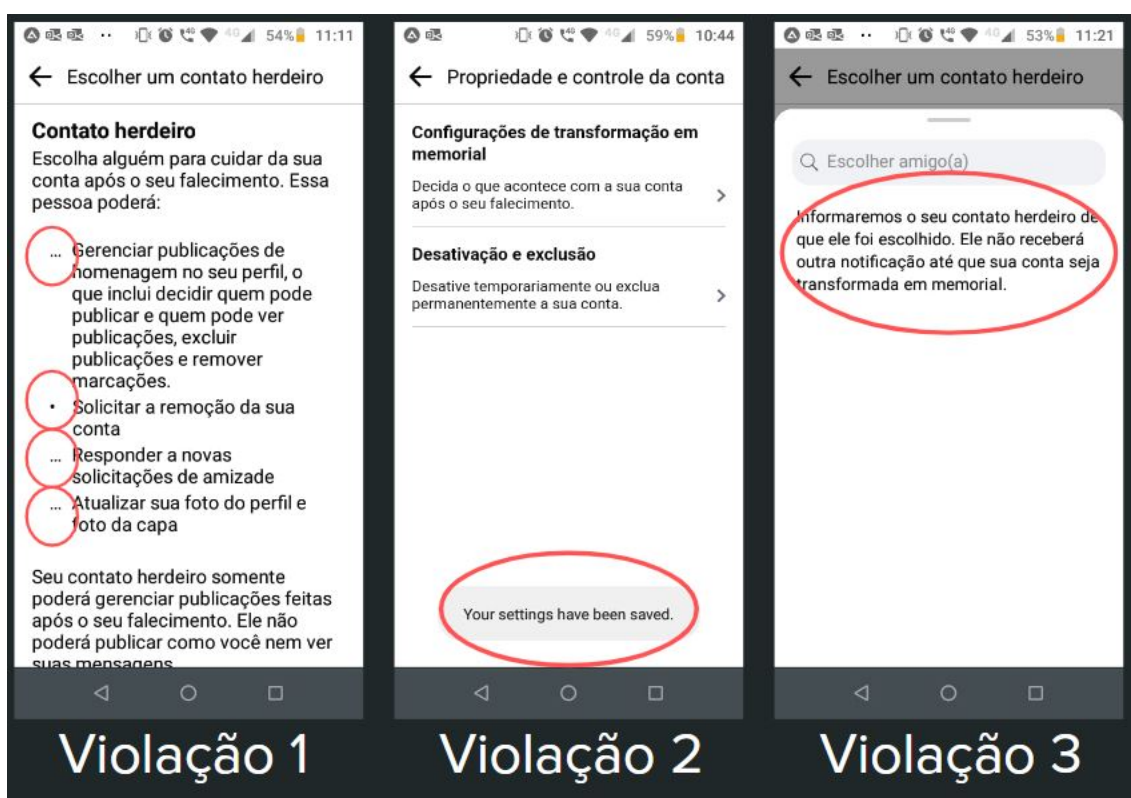 54% 11:11
← Escolher um contato herdeiro
Contato herdeiro
Escolha alguém para cuidar da sua
conta após o seu falecimento. Essa
pessoa poderá:
... Gerenciar publicações de
homenagem no seu perfil, o
que inclui decidir quem pode
publicar e quem pode ver
publicações, excluir
publicações e remover
marcações.
• Solicitar a remoção da sua
conta
... Responder a novas
solicitações de amizade
... Atualizar sua foto do perfil e
foto da capa
Seu contato herdeiro somente
poderá gerenciar publicações feitas
após o seu falecimento. Ele não
poderá publicar como você nem ver
suas mensagens
Violação 1
4G 59% 10:44
← Propriedade e controle da conta
Configurações de transformação em
memorial
Decida o que acontece com a sua conta
após o seu falecimento.
Desativação e exclusão
Desative temporariamente ou exclua
permanentemente a sua conta.
Your settings have been saved.
Violação 2
4G 53% 11:21
← Escolher um contato herdeiro
Escolher amigo(a)
Informaremos o seu contato herdeiro de
que ele foi escolhido. Ele não receberá
outra notificação até que sua conta seja
transformada em memorial.
Violação 3